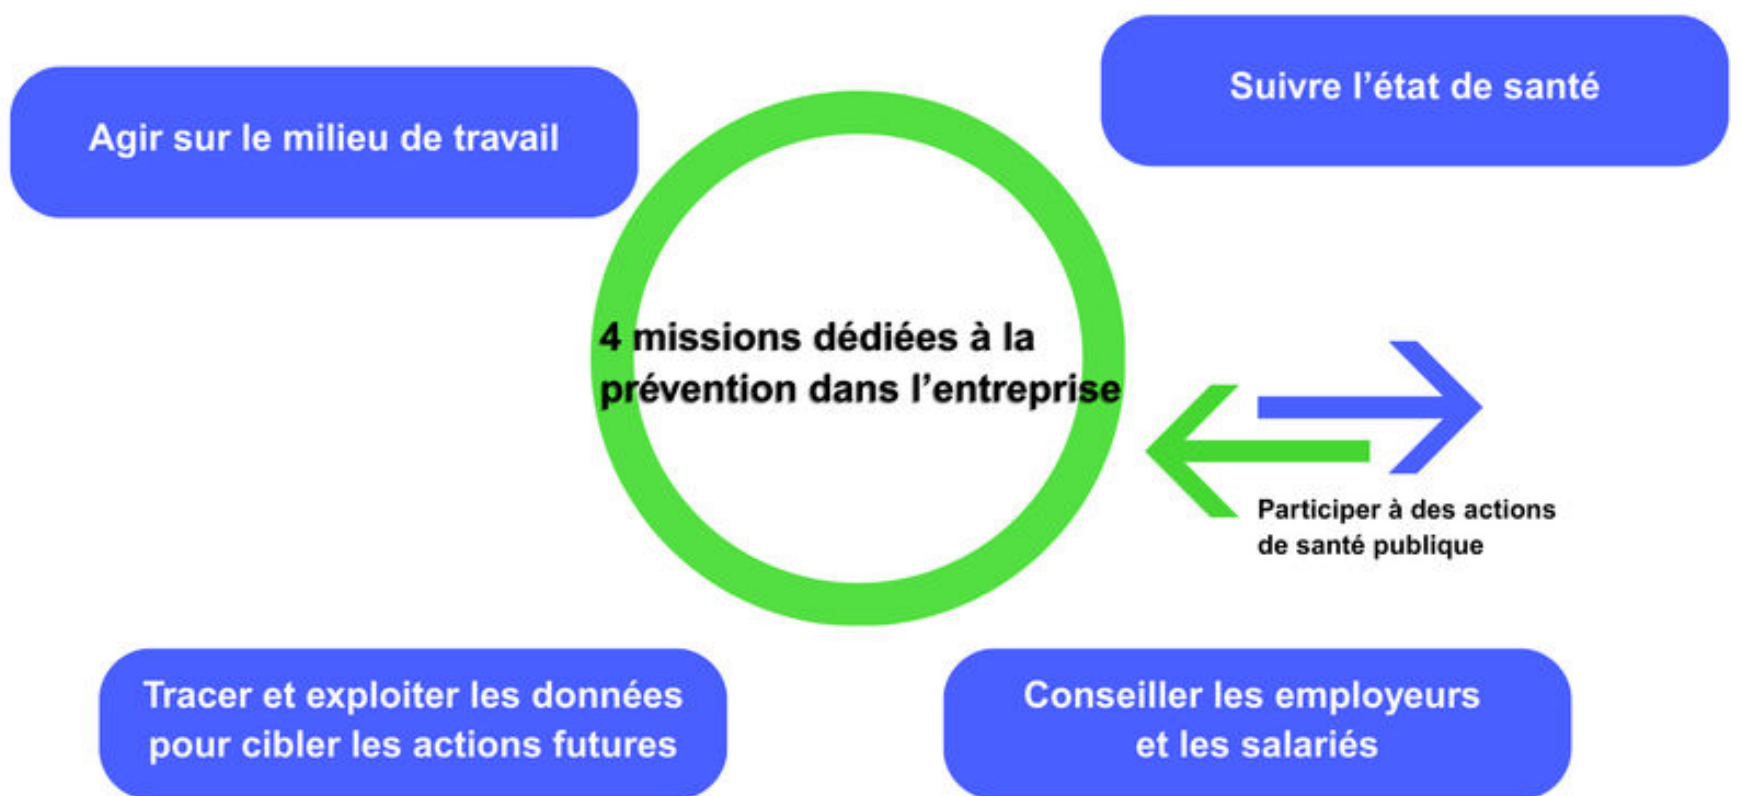 Suivre l’état de santé
Agir sur le milieu de travail
4 missions dédiées à la
prévention dans l’entreprise
Participer à des actions
de santé publique
Tracer et exploiter les données
pour cibler les actions futures
Conseiller les employeurs
et les salariés